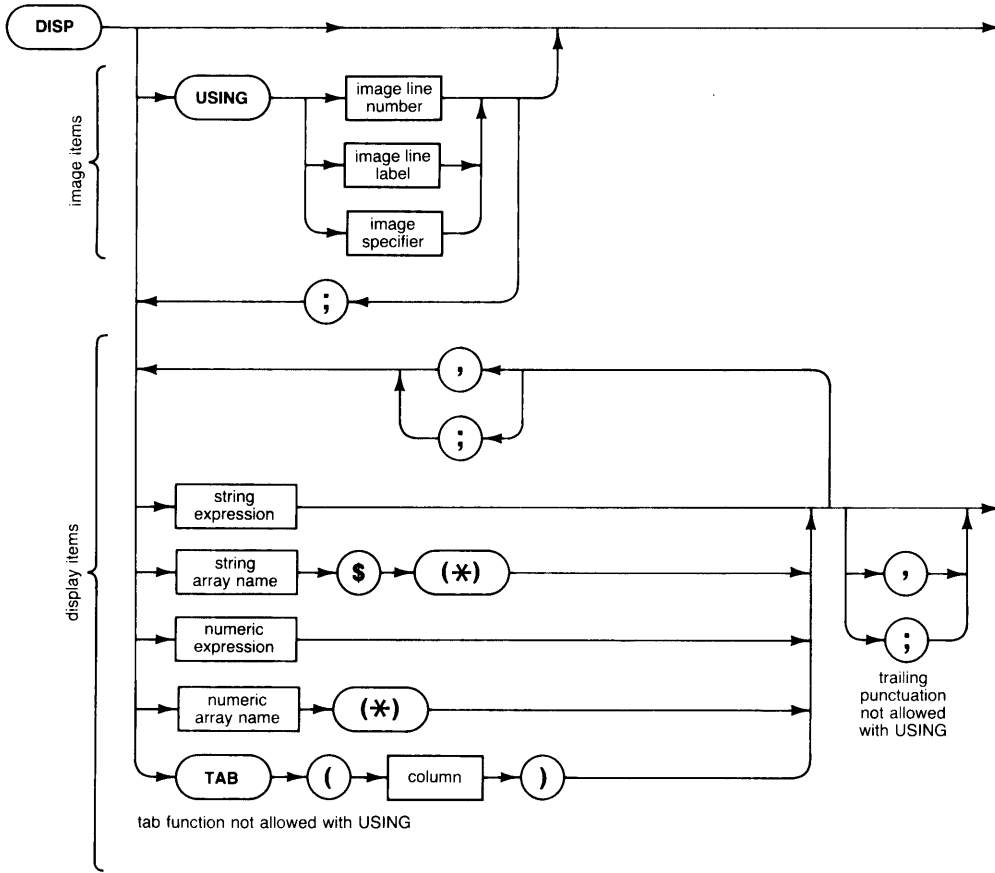 DISP
image items
USING
image line
number
image line
label
image
specifier
;
display items
,
;
string
expression
string
array name
$
(*)
numeric
expression
numeric
array name
(*)
TAB
(
column
)
tab function not allowed with USING
,
;
trailing
punctuation
not allowed
with USING